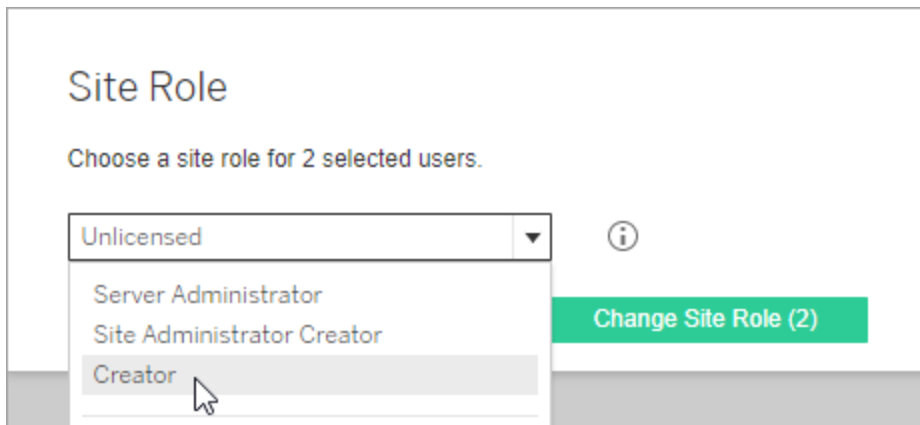 Site Role
Choose a site role for 2 selected users.
Unlicensed
Server Administrator
Site Administrator Creator
Change Site Role (2)
Creator